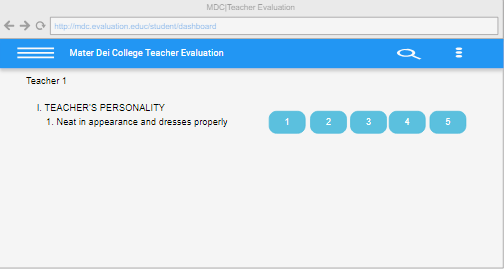 MDC|Teacher Evaluation
http://mdc.evaluation.educ/student/dashboard
Mater Dei College Teacher Evaluation
Teacher 1
I. TEACHER'S PERSONALITY
1. Neat in appearance and dresses properly 1 2 3 4 5